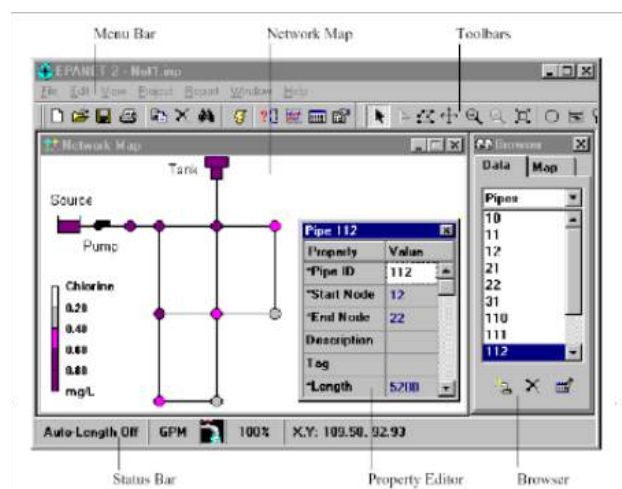 Menu Bar
Network Map
Toolbars
EPANET 2 - Net1.inp
File Edit View Project Report Window Help
Network Map
Browser
Data
Map
Tank
Source
Pump
Pipes
10
11
12
21
22
31
110
111
112
Pipe 112
Property
Value
*Pipe ID
112
*Start Node
12
*End Node
22
Description
Tag
*Length
5200
Chlorine
0.20
0.40
0.60
0.80
mg/L
Auto-Length Off
GPM
100%
X,Y: 109.50, 92.93
Status Bar
Property Editor
Browser